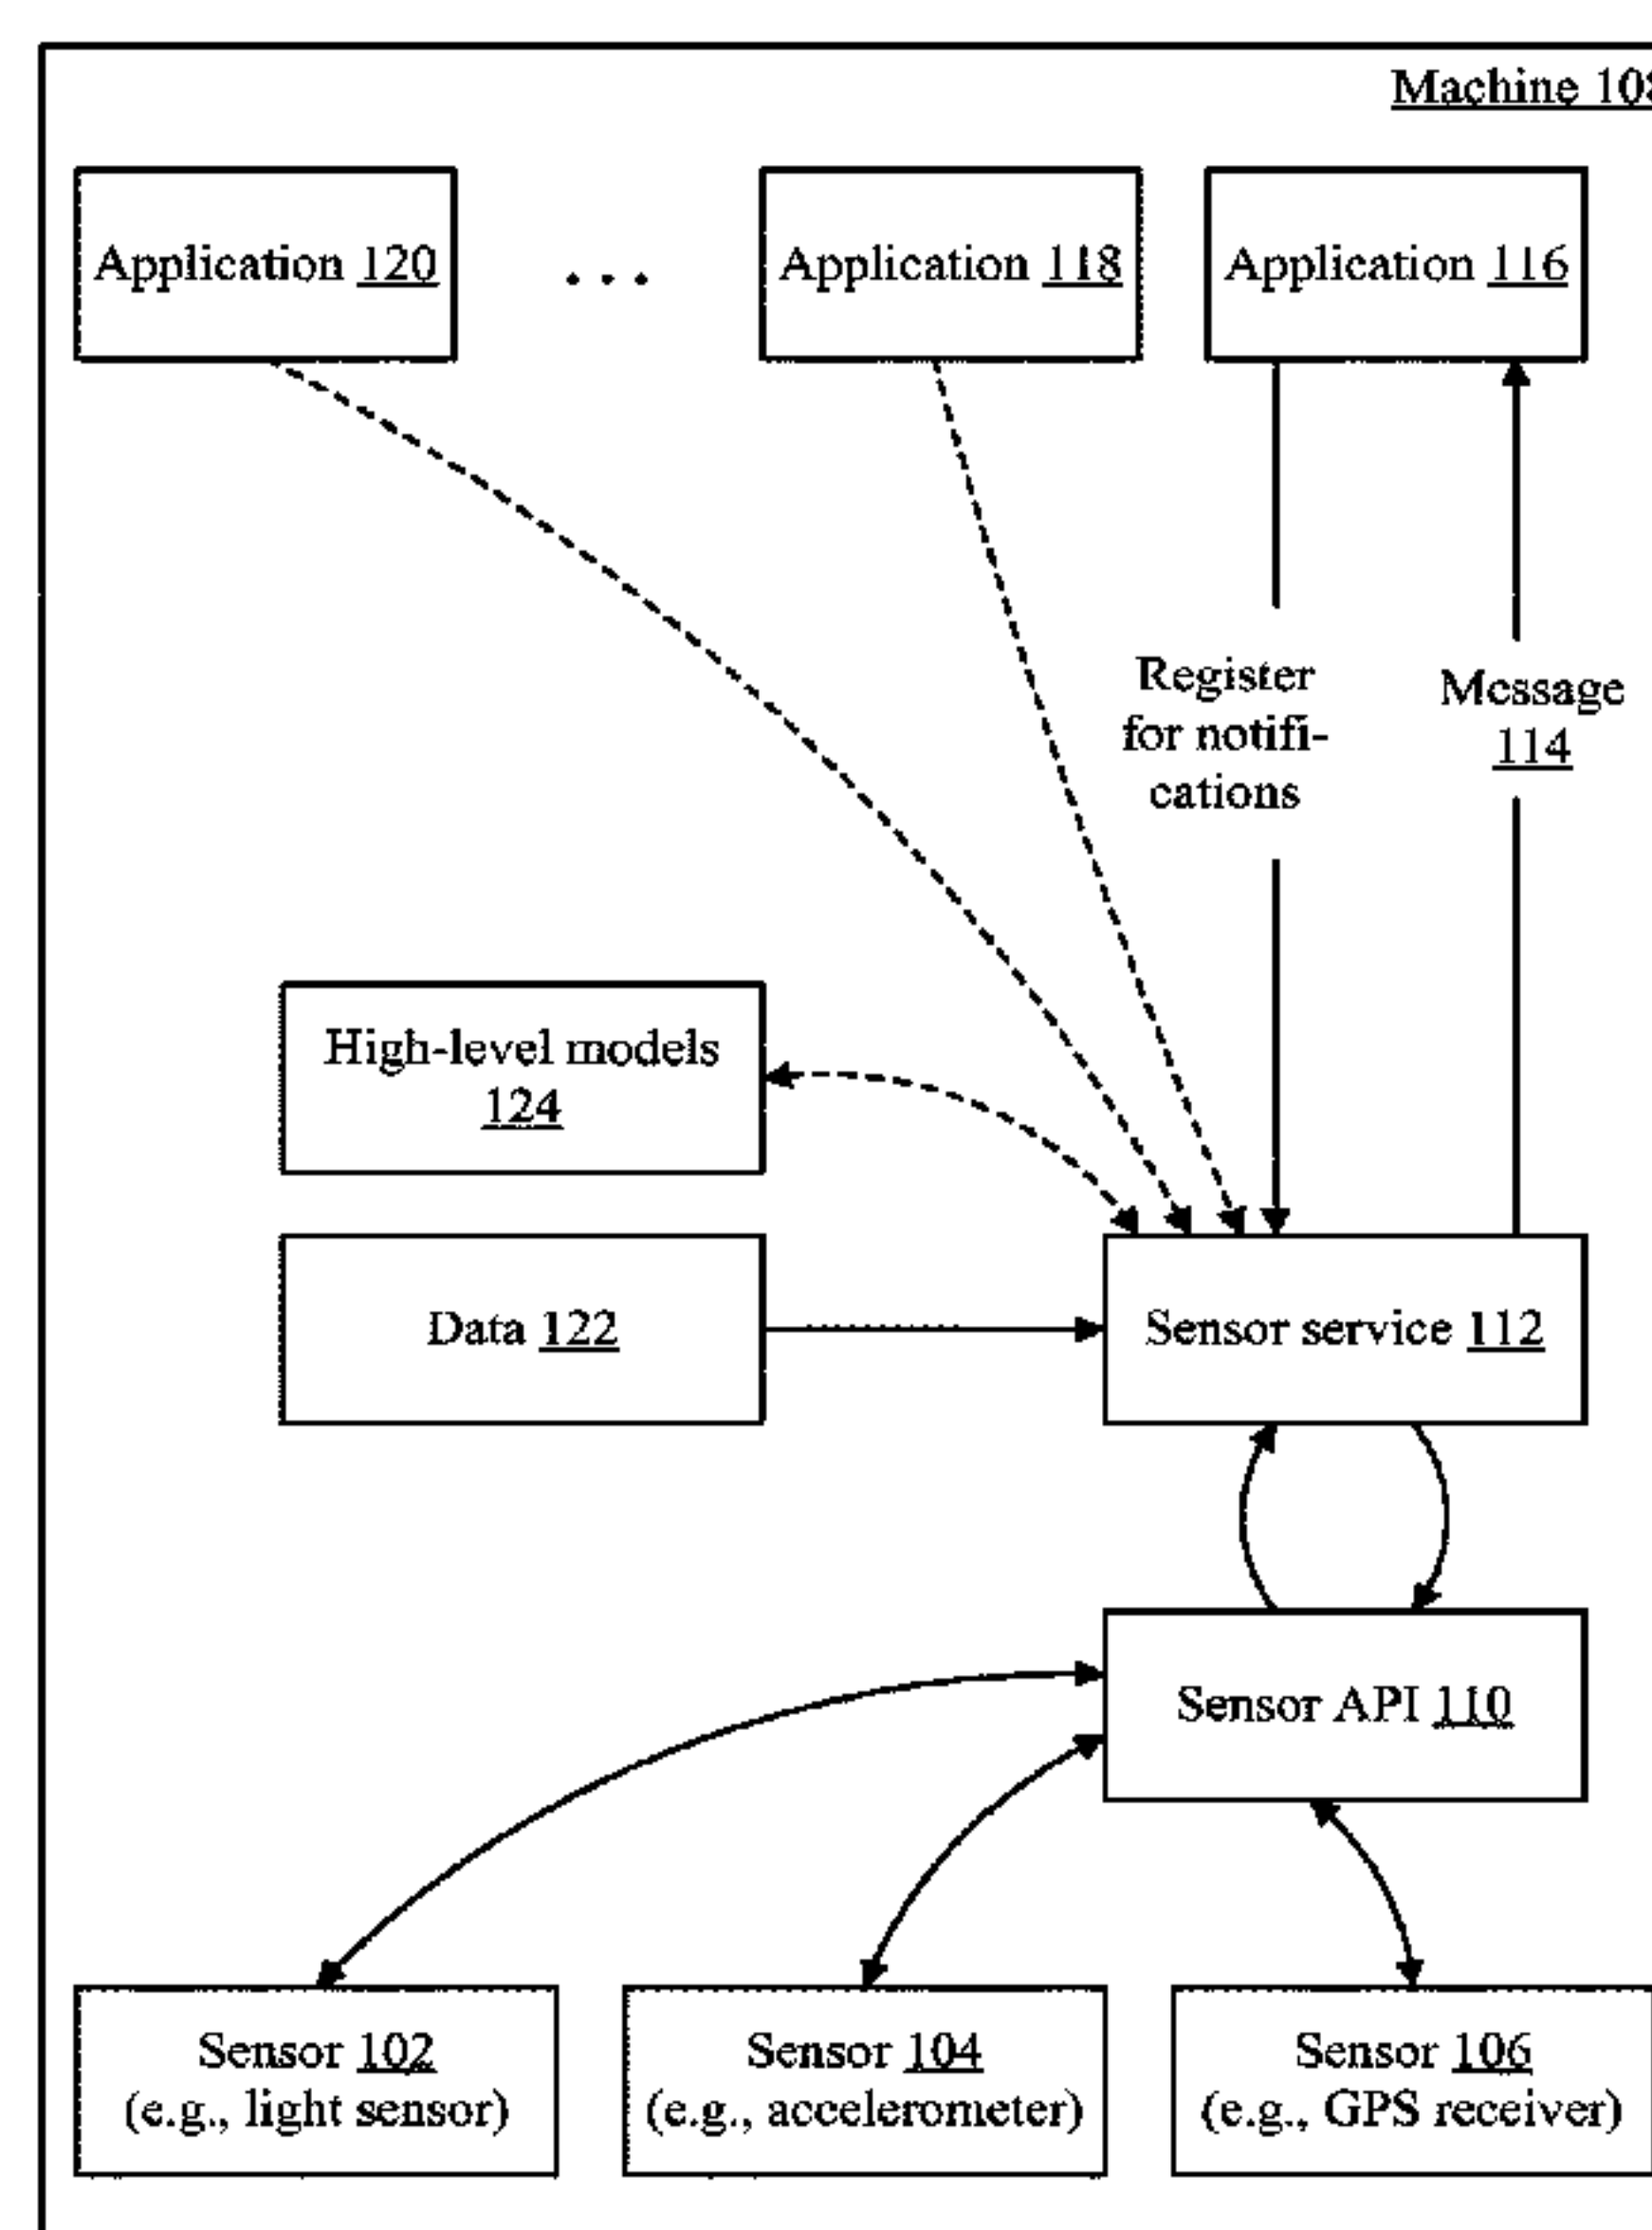 Machine 108
Application 120
. . .
Application 118
Application 116
Register
for notifi-
cations
Message
114
High-level models
124
Data 122
Sensor service 112
Sensor API 110
Sensor 102
(e.g., light sensor)
Sensor 104
(e.g., accelerometer)
Sensor 106
(e.g., GPS receiver)